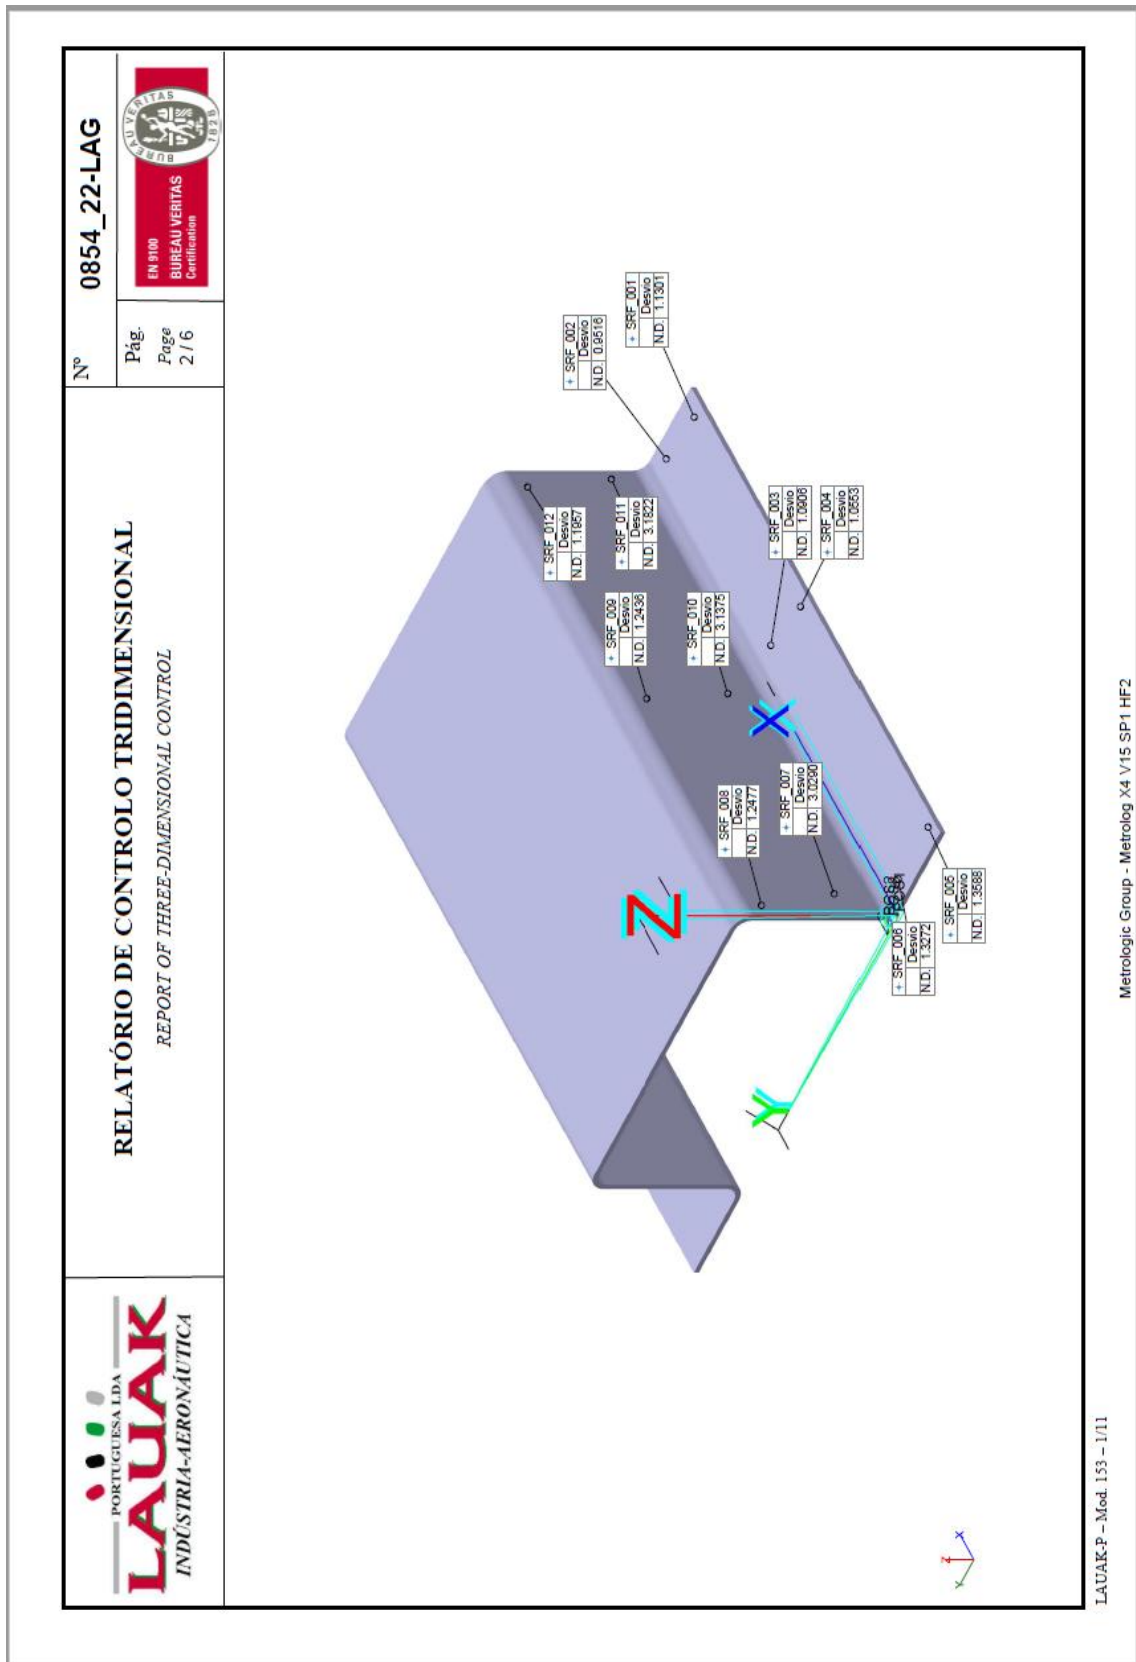 PORTUGUESA LDA
LAUAK
INDÚSTRIA-AERONÁUTICA
RELATÓRIO DE CONTROLO TRIDIMENSIONAL
REPORT OF THREE-DIMENSIONAL CONTROL
Nº
0854_22-LAG
Pág.
Page
2 / 6
EN 9100
BUREAU VERITAS
Certification
BUREAU VERITAS
1828
+ SRF_002
Desvio
N.D. 0.9516
+ SRF_001
Desvio
N.D. 1.1301
+ SRF_012
Desvio
N.D. 1.1957
+ SRF_011
Desvio
N.D. 3.1822
+ SRF_003
Desvio
N.D. 1.0906
+ SRF_004
Desvio
N.D. 1.0553
+ SRF_009
Desvio
N.D. 1.2436
+ SRF_010
Desvio
N.D. 3.1375
+ SRF_008
Desvio
N.D. 1.2477
+ SRF_007
Desvio
N.D. 3.0290
+ SRF_006
Desvio
N.D. 1.3272
+ SRF_005
Desvio
N.D. 1.3588
Z
X
Y
Z
X
Y
LAUAK-P – Mod. 153 – 1/11
Metrologic Group - Metrolog X4 V15 SP1 HF2